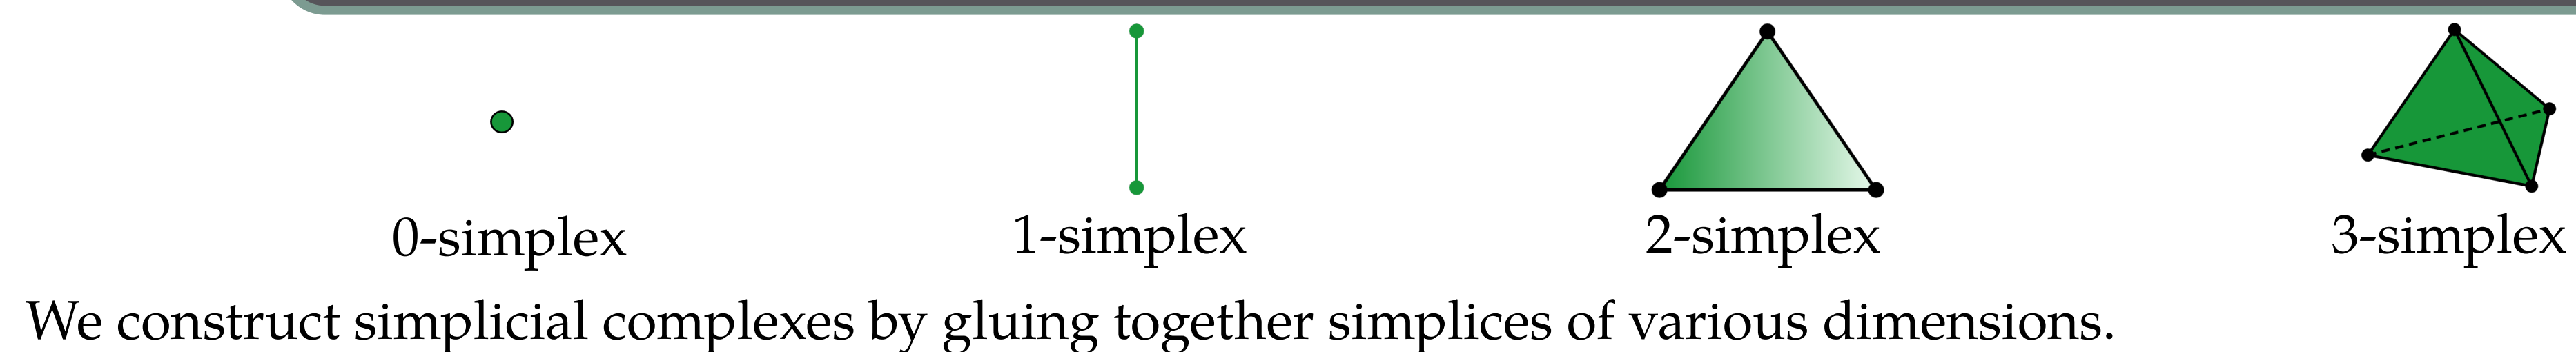 0-simplex 1-simplex 2-simplex 3-simplex
We construct simplicial complexes by gluing together simplices of various dimensions.